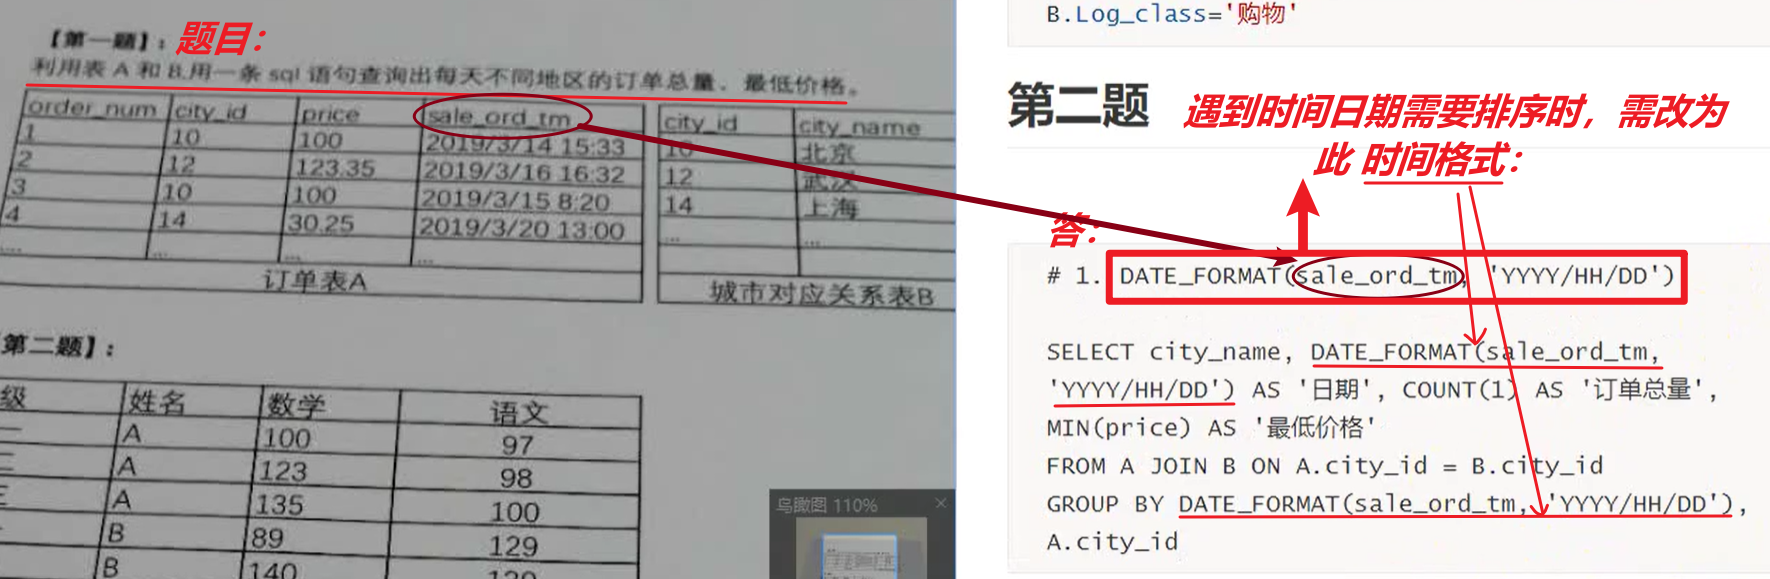 【第一题】：题目：
利用表 A 和 B,用一条 sql 语句查询出每天不同地区的订单总量、最低价格。
order_num city_id price sale_ord_tm
1 10 100 2019/3/14 15:33
2 12 123.35 2019/3/16 16:32
3 10 100 2019/3/15 8:20
4 14 30.25 2019/3/20 13:00
.... ... ... ...
订单表A
city_id city_name
10 北京
12 武汉
14 上海
... ...
城市对应关系表B
第二题】：
级 姓名 数学 语文
一 A 100 97
二 A 123 98
三 A 135 100
B 89 129
B 140
鸟瞰图 110% ×
B.Log_class='购物'
第二题
遇到时间日期需要排序时，需改为
此 时间格式：
答：
# 1. DATE_FORMAT(sale_ord_tm, 'YYYY/HH/DD')
SELECT city_name, DATE_FORMAT(sale_ord_tm,
'YYYY/HH/DD') AS '日期', COUNT(1) AS '订单总量',
MIN(price) AS '最低价格'
FROM A JOIN B ON A.city_id = B.city_id
GROUP BY DATE_FORMAT(sale_ord_tm, 'YYYY/HH/DD'),
A.city_id